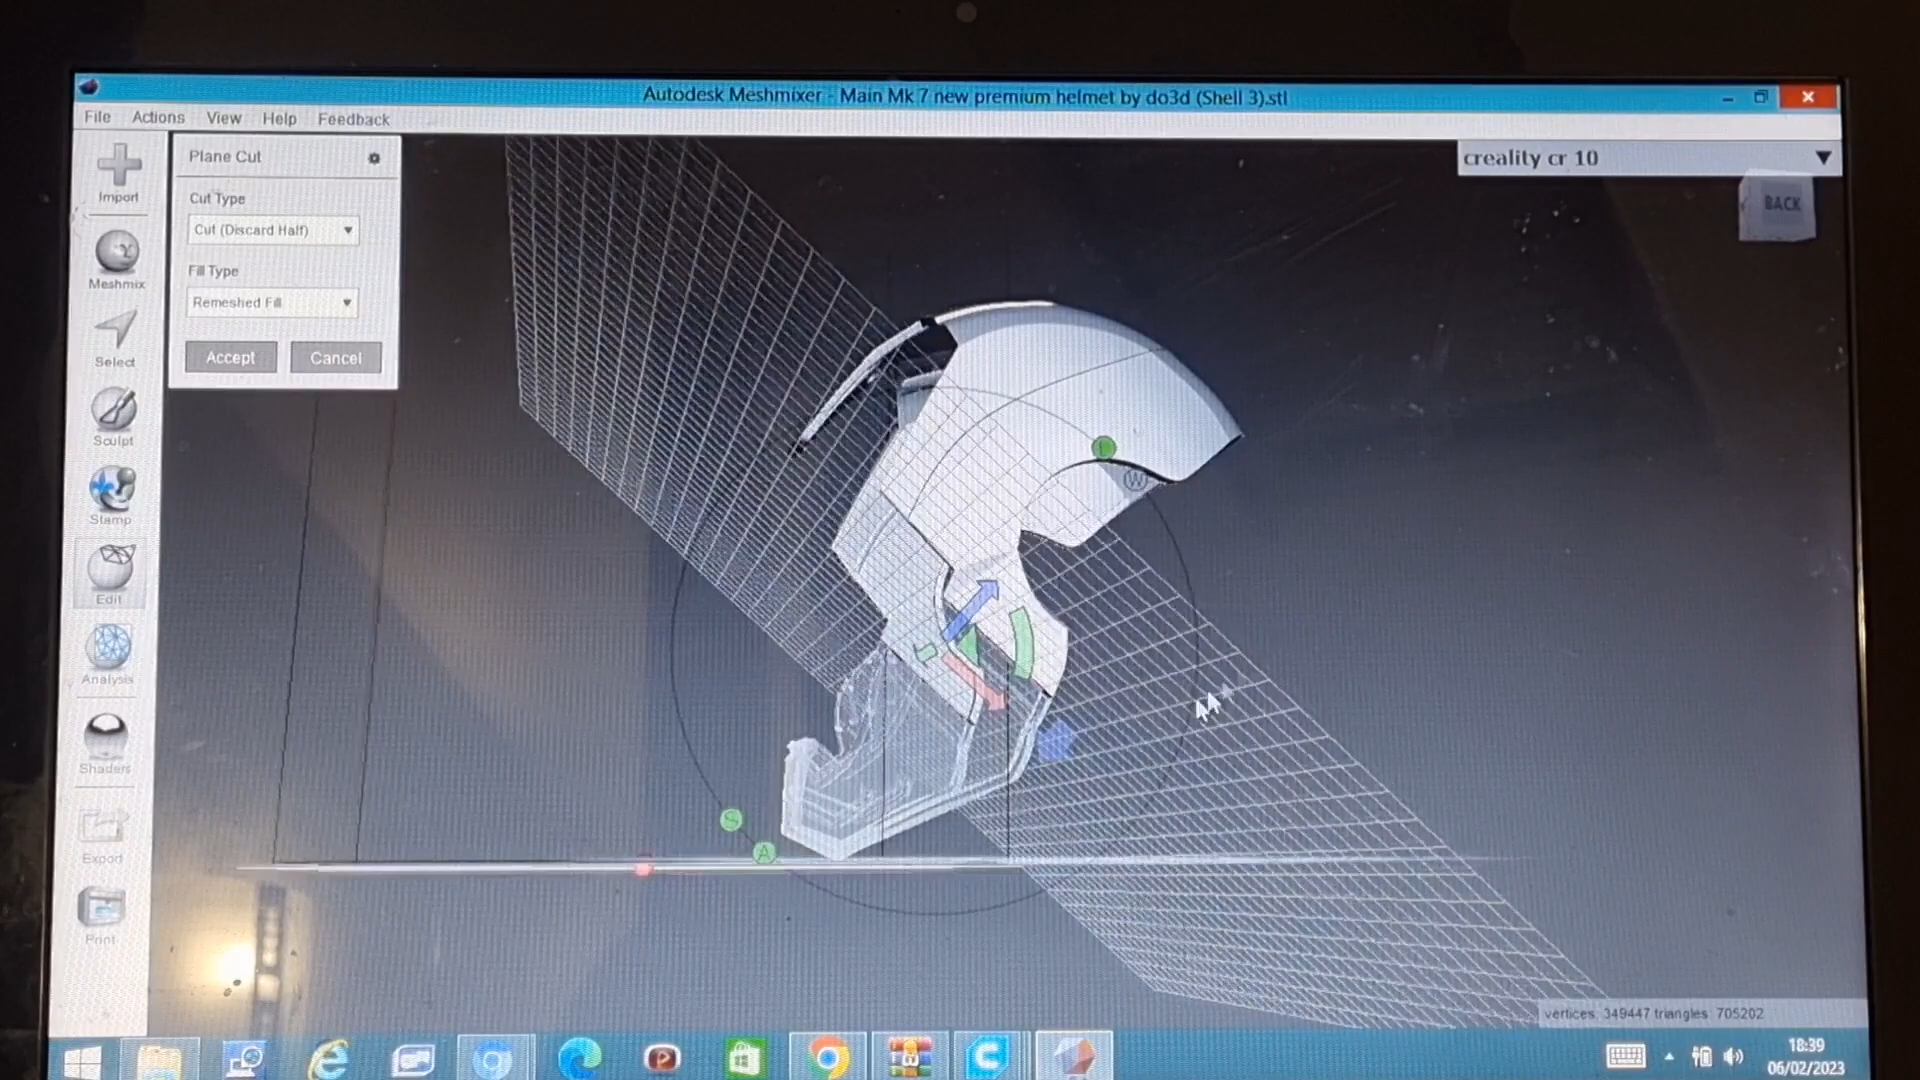 Autodesk Meshmixer - Main Mk 7 new premium helmet by do3d (Shell 3).stl
File Actions View Help Feedback
Plane Cut
creality cr 10
Cut Type
Cut (Discard Half)
Fill Type
Remeshed Fill
Accept Cancel
Import
Meshmix
Select
Sculpt
Stamp
Edit
Analysis
Shaders
Export
Print
BACK
L
W
S
A
vertices: 349447 triangles: 705202
18:39
06/02/2023